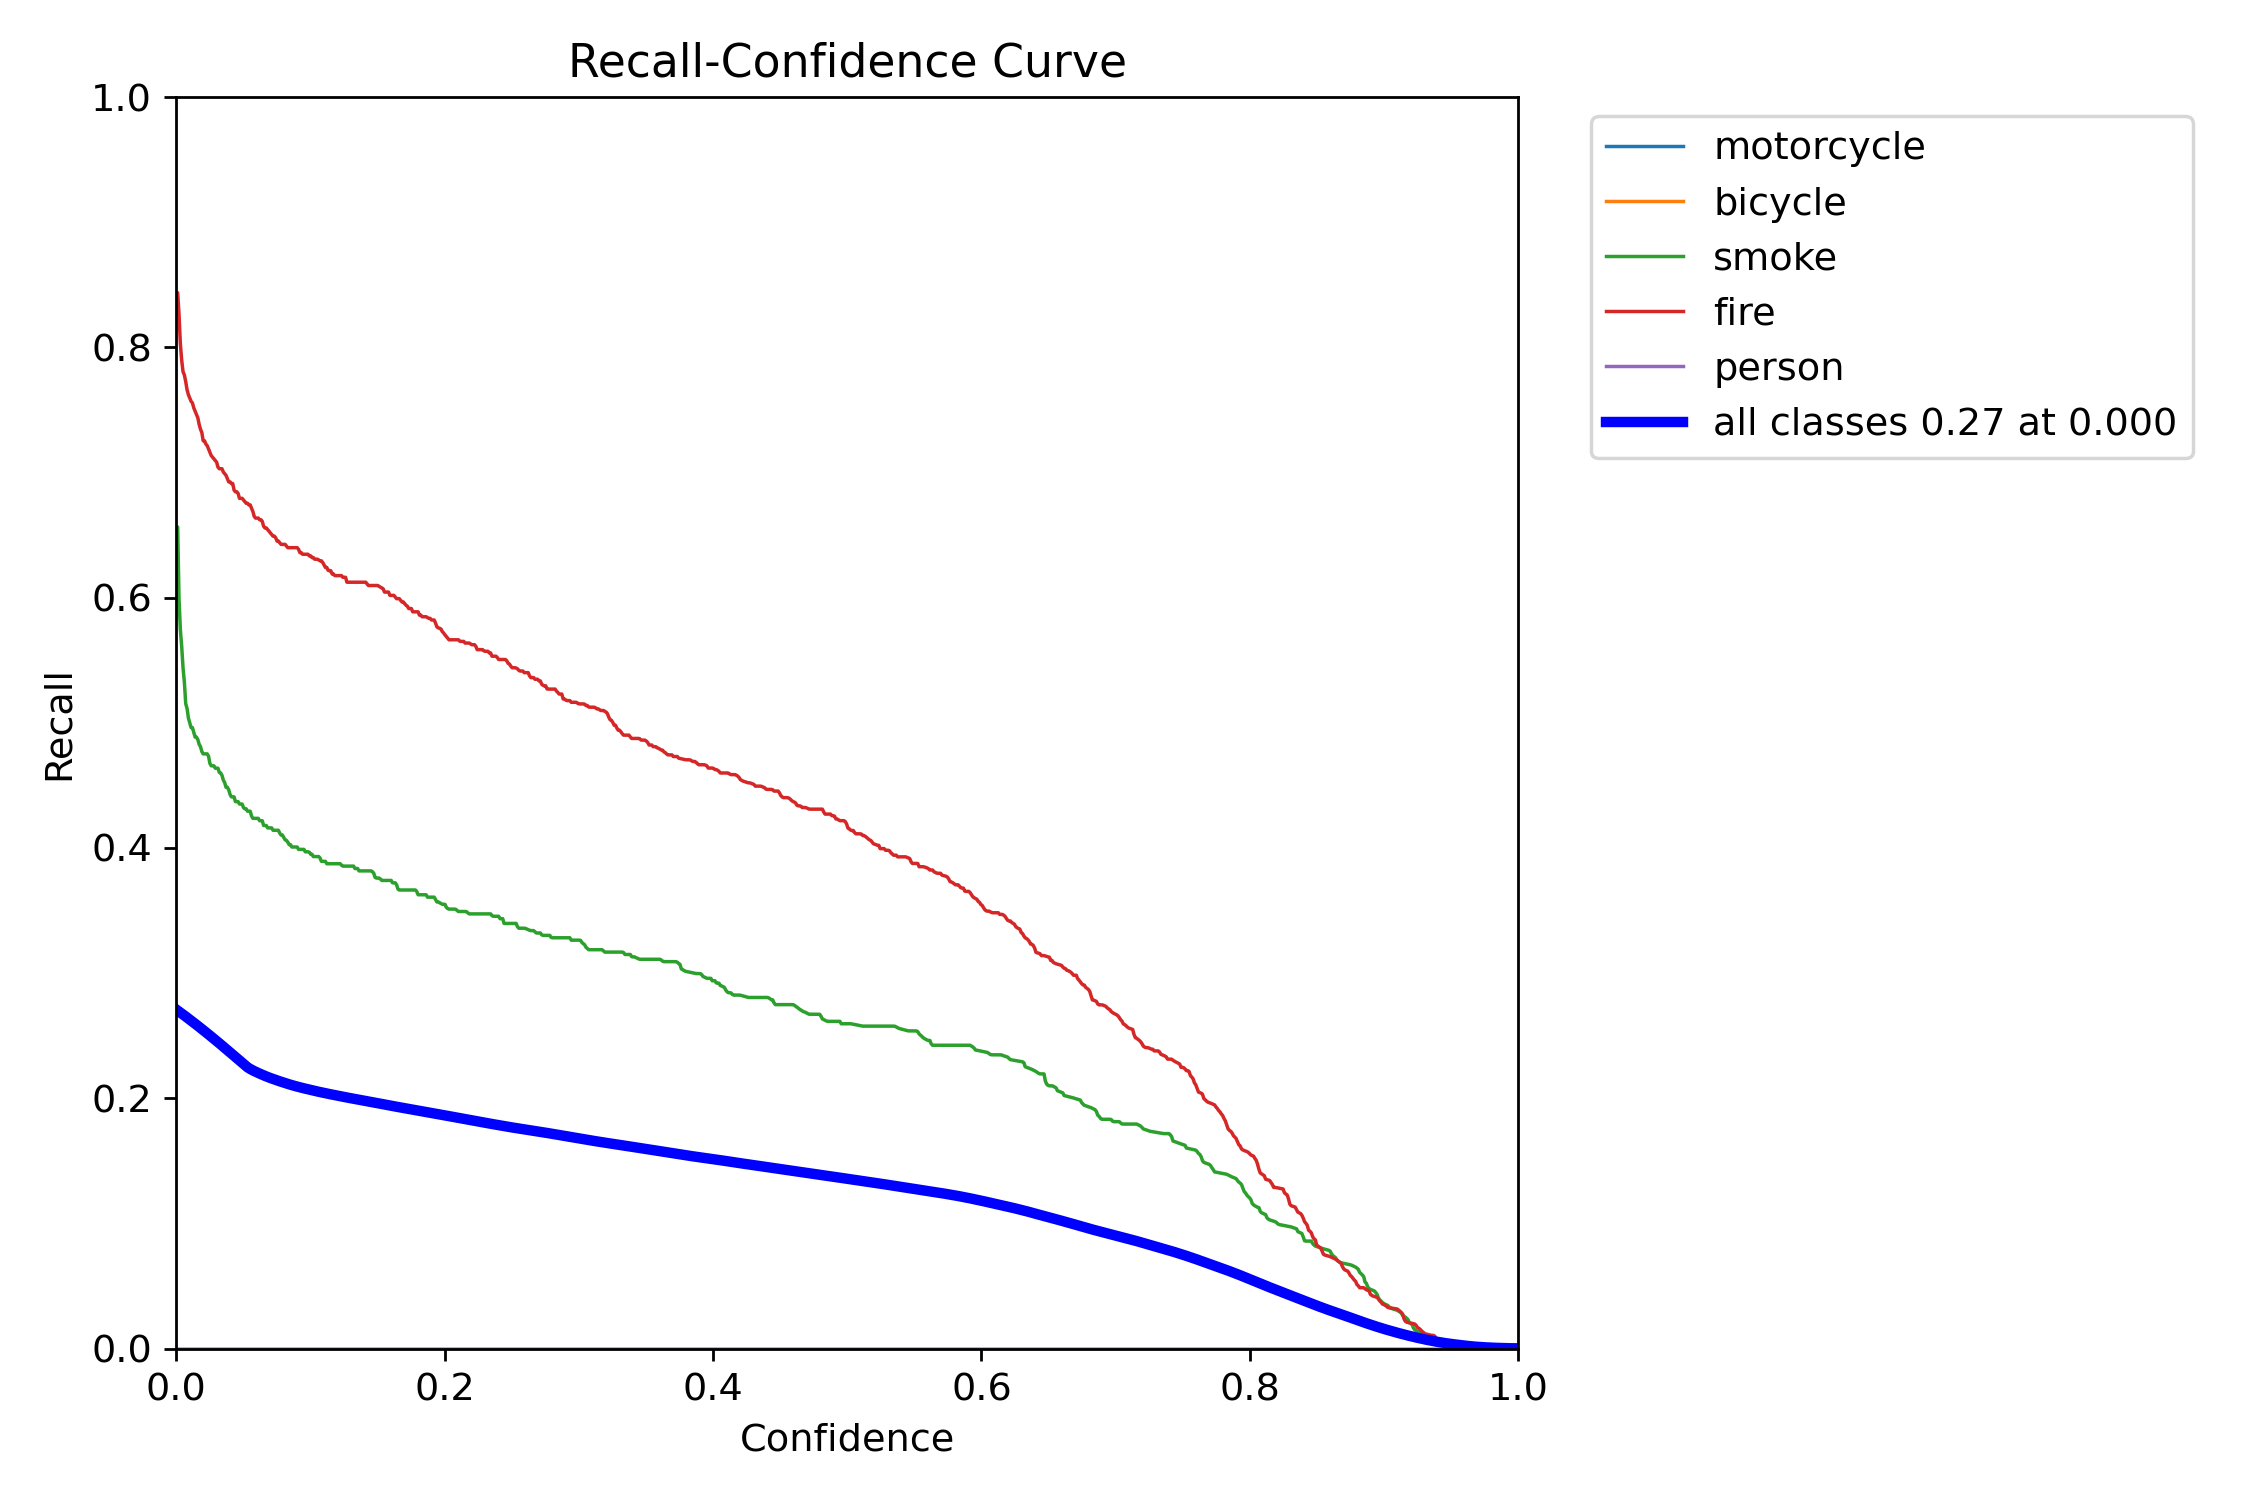 Recall-Confidence Curve
1.0
0.8
0.6
0.4
0.2
0.0
Recall
0.0 0.2 0.4 0.6 0.8 1.0
Confidence
motorcycle
bicycle
smoke
fire
person
all classes 0.27 at 0.000